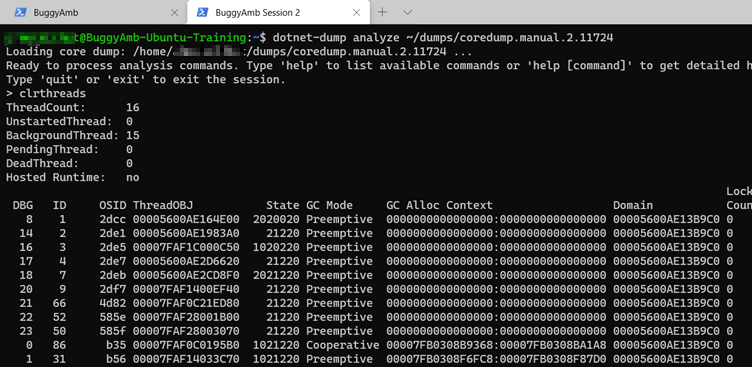 BuggyAmb
BuggyAmb Session 2
t@BuggyAmb-Ubuntu-Training:~$ dotnet-dump analyze ~/dumps/coredump.manual.2.11724
Loading core dump: /home/ :/dumps/coredump.manual.2.11724 ...
Ready to process analysis commands. Type 'help' to list available commands or 'help [command]' to get detailed h
Type 'quit' or 'exit' to exit the session.
> clrthreads
ThreadCount: 16
UnstartedThread: 0
BackgroundThread: 15
PendingThread: 0
DeadThread: 0
Hosted Runtime: no
Lock
DBG ID OSID ThreadOBJ State GC Mode GC Alloc Context Domain Coun
8 1 2dcc 00005600AE164E00 2020020 Preemptive 0000000000000000:0000000000000000 00005600AE13B9C0 0
14 2 2de1 00005600AE1983A0 21220 Preemptive 0000000000000000:0000000000000000 00005600AE13B9C0 0
16 3 2de5 00007FAF1C000C50 1020220 Preemptive 0000000000000000:0000000000000000 00005600AE13B9C0 0
17 4 2de7 00005600AE2D6620 21220 Preemptive 0000000000000000:0000000000000000 00005600AE13B9C0 0
18 7 2deb 00005600AE2CD8F0 2021220 Preemptive 0000000000000000:0000000000000000 00005600AE13B9C0 0
20 9 2df7 00007FAF1400EF40 21220 Preemptive 0000000000000000:0000000000000000 00005600AE13B9C0 0
21 66 4d82 00007FAF0C21ED80 21220 Preemptive 0000000000000000:0000000000000000 00005600AE13B9C0 0
22 52 585e 00007FAF28001B00 21220 Preemptive 0000000000000000:0000000000000000 00005600AE13B9C0 0
23 50 585f 00007FAF28003070 21220 Preemptive 0000000000000000:0000000000000000 00005600AE13B9C0 0
0 86 b35 00007FAF0C0195B0 1021220 Cooperative 00007FB0308B9368:00007FB0308BA1A8 00005600AE13B9C0 0
1 31 b56 00007FAF14033C70 1021220 Preemptive 00007FB0308F6FC8:00007FB0308F87D0 00005600AE13B9C0 0